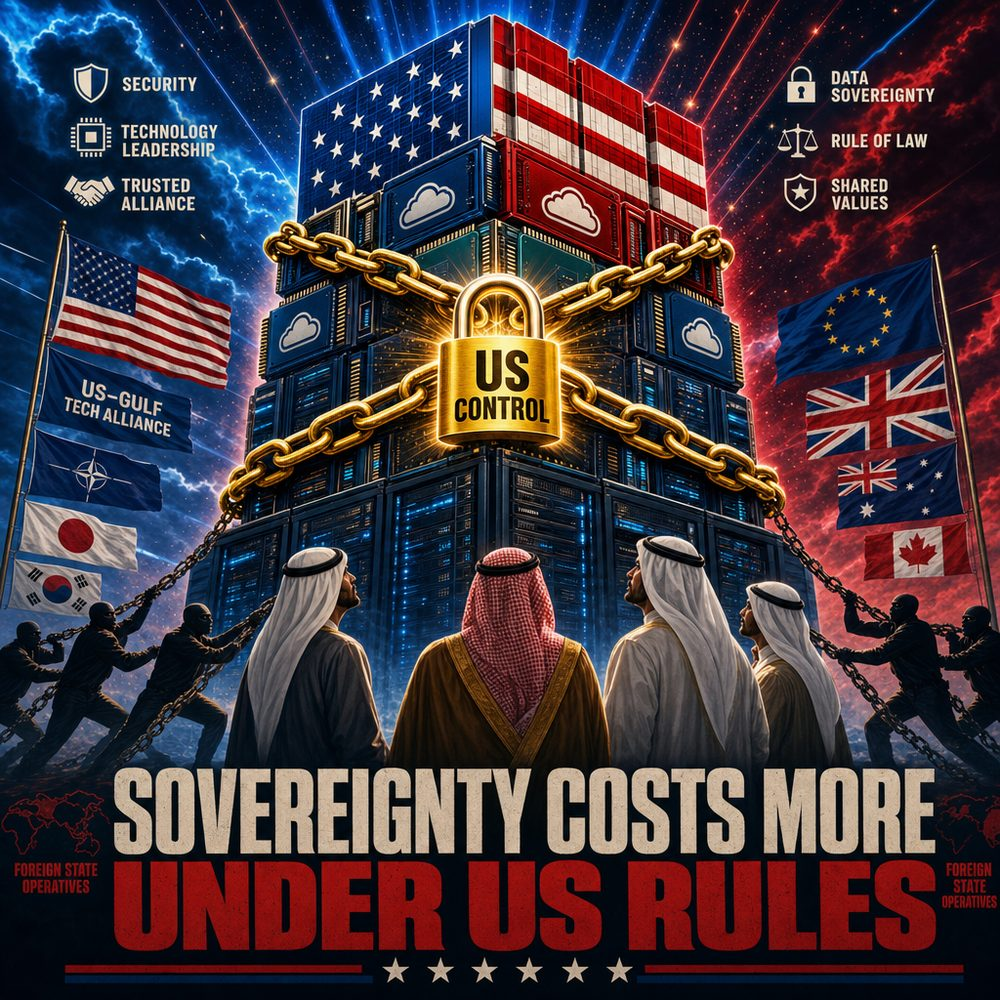 SECURITY
TECHNOLOGY
LEADERSHIP
TRUSTED
ALLIANCE
DATA
SOVEREIGNTY
RULE OF LAW
SHARED
VALUES
US–GULF
TECH ALLIANCE
US
CONTROL
SOVEREIGNTY COSTS MORE
UNDER US RULES
FOREIGN STATE
OPERATIVES
FOREIGN
STATE
OPERATIVES